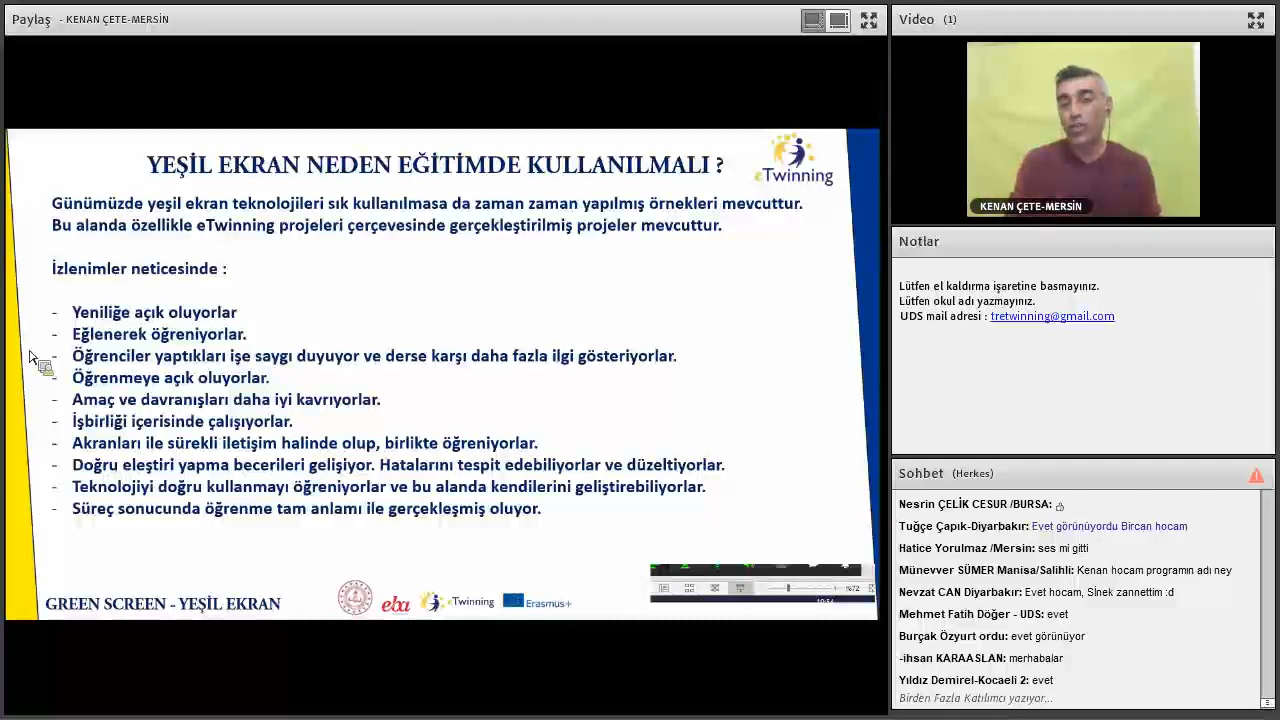 Paylaş - KENAN ÇETE-MERSİN
YEŞİL EKRAN NEDEN EĞİTİMDE KULLANILMALI ?
eTwinning
Günümüzde yeşil ekran teknolojileri sık kullanılmasa da zaman zaman yapılmış örnekleri mevcuttur.
Bu alanda özellikle eTwinning projeleri çerçevesinde gerçekleştirilmiş projeler mevcuttur.
İzlenimler neticesinde :
- Yeniliğe açık oluyorlar
- Eğlenerek öğreniyorlar.
- Öğrenciler yaptıkları işe saygı duyuyor ve derse karşı daha fazla ilgi gösteriyorlar.
- Öğrenmeye açık oluyorlar.
- Amaç ve davranışları daha iyi kavrıyorlar.
- İşbirliği içerisinde çalışıyorlar.
- Akranları ile sürekli iletişim halinde olup, birlikte öğreniyorlar.
- Doğru eleştiri yapma becerileri gelişiyor. Hatalarını tespit edebiliyorlar ve düzeltiyorlar.
- Teknolojiyi doğru kullanmayı öğreniyorlar ve bu alanda kendilerini geliştirebiliyorlar.
- Süreç sonucunda öğrenme tam anlamı ile gerçekleşmiş oluyor.
GREEN SCREEN - YEŞİL EKRAN
eba
eTwinning
Erasmus+
%72
Video (1)
KENAN ÇETE-MERSİN
Notlar
Lütfen el kaldırma işaretine basmayınız.
Lütfen okul adı yazmayınız.
UDS mail adresi : tretwinning@gmail.com
Sohbet (Herkes)
Nesrin ÇELİK CESUR /BURSA:
Tuğçe Çapık-Diyarbakır: Evet görünüyordu Bircan hocam
Hatice Yorulmaz /Mersin: ses mi gitti
Münevver SÜMER Manisa/Salihli: Kenan hocam programın adı ney
Nevzat CAN Diyarbakır: Evet hocam, SInek zannettim :d
Mehmet Fatih Döğer - UDS: evet
Burçak Özyurt ordu: evet görünüyor
-ihsan KARAASLAN: merhabalar
Yıldız Demirel-Kocaeli 2: evet
Birden Fazla Katılımcı yazıyor...